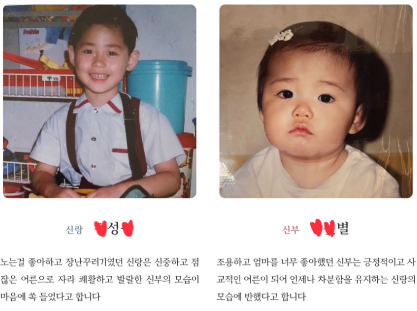 신랑 성
노는걸 좋아하고 장난꾸러기였던 신랑은 신중하고 점
잖은 어른으로 자라 쾌활하고 발랄한 신부의 모습이
마음에 쏙 들었다고 합니다
신부 별
조용하고 엄마를 너무 좋아했던 신부는 긍정적이고 사
교적인 어른이 되어 언제나 차분함을 유지하는 신랑의
모습에 반했다고 합니다